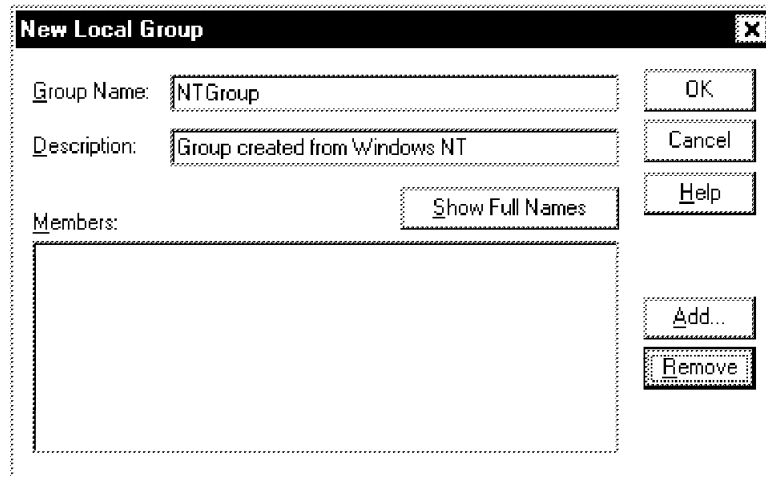 New Local Group
Group Name: NTGroup OK
Description: Group created from Windows NT Cancel
Show Full Names Help
Members:
Add...
Remove